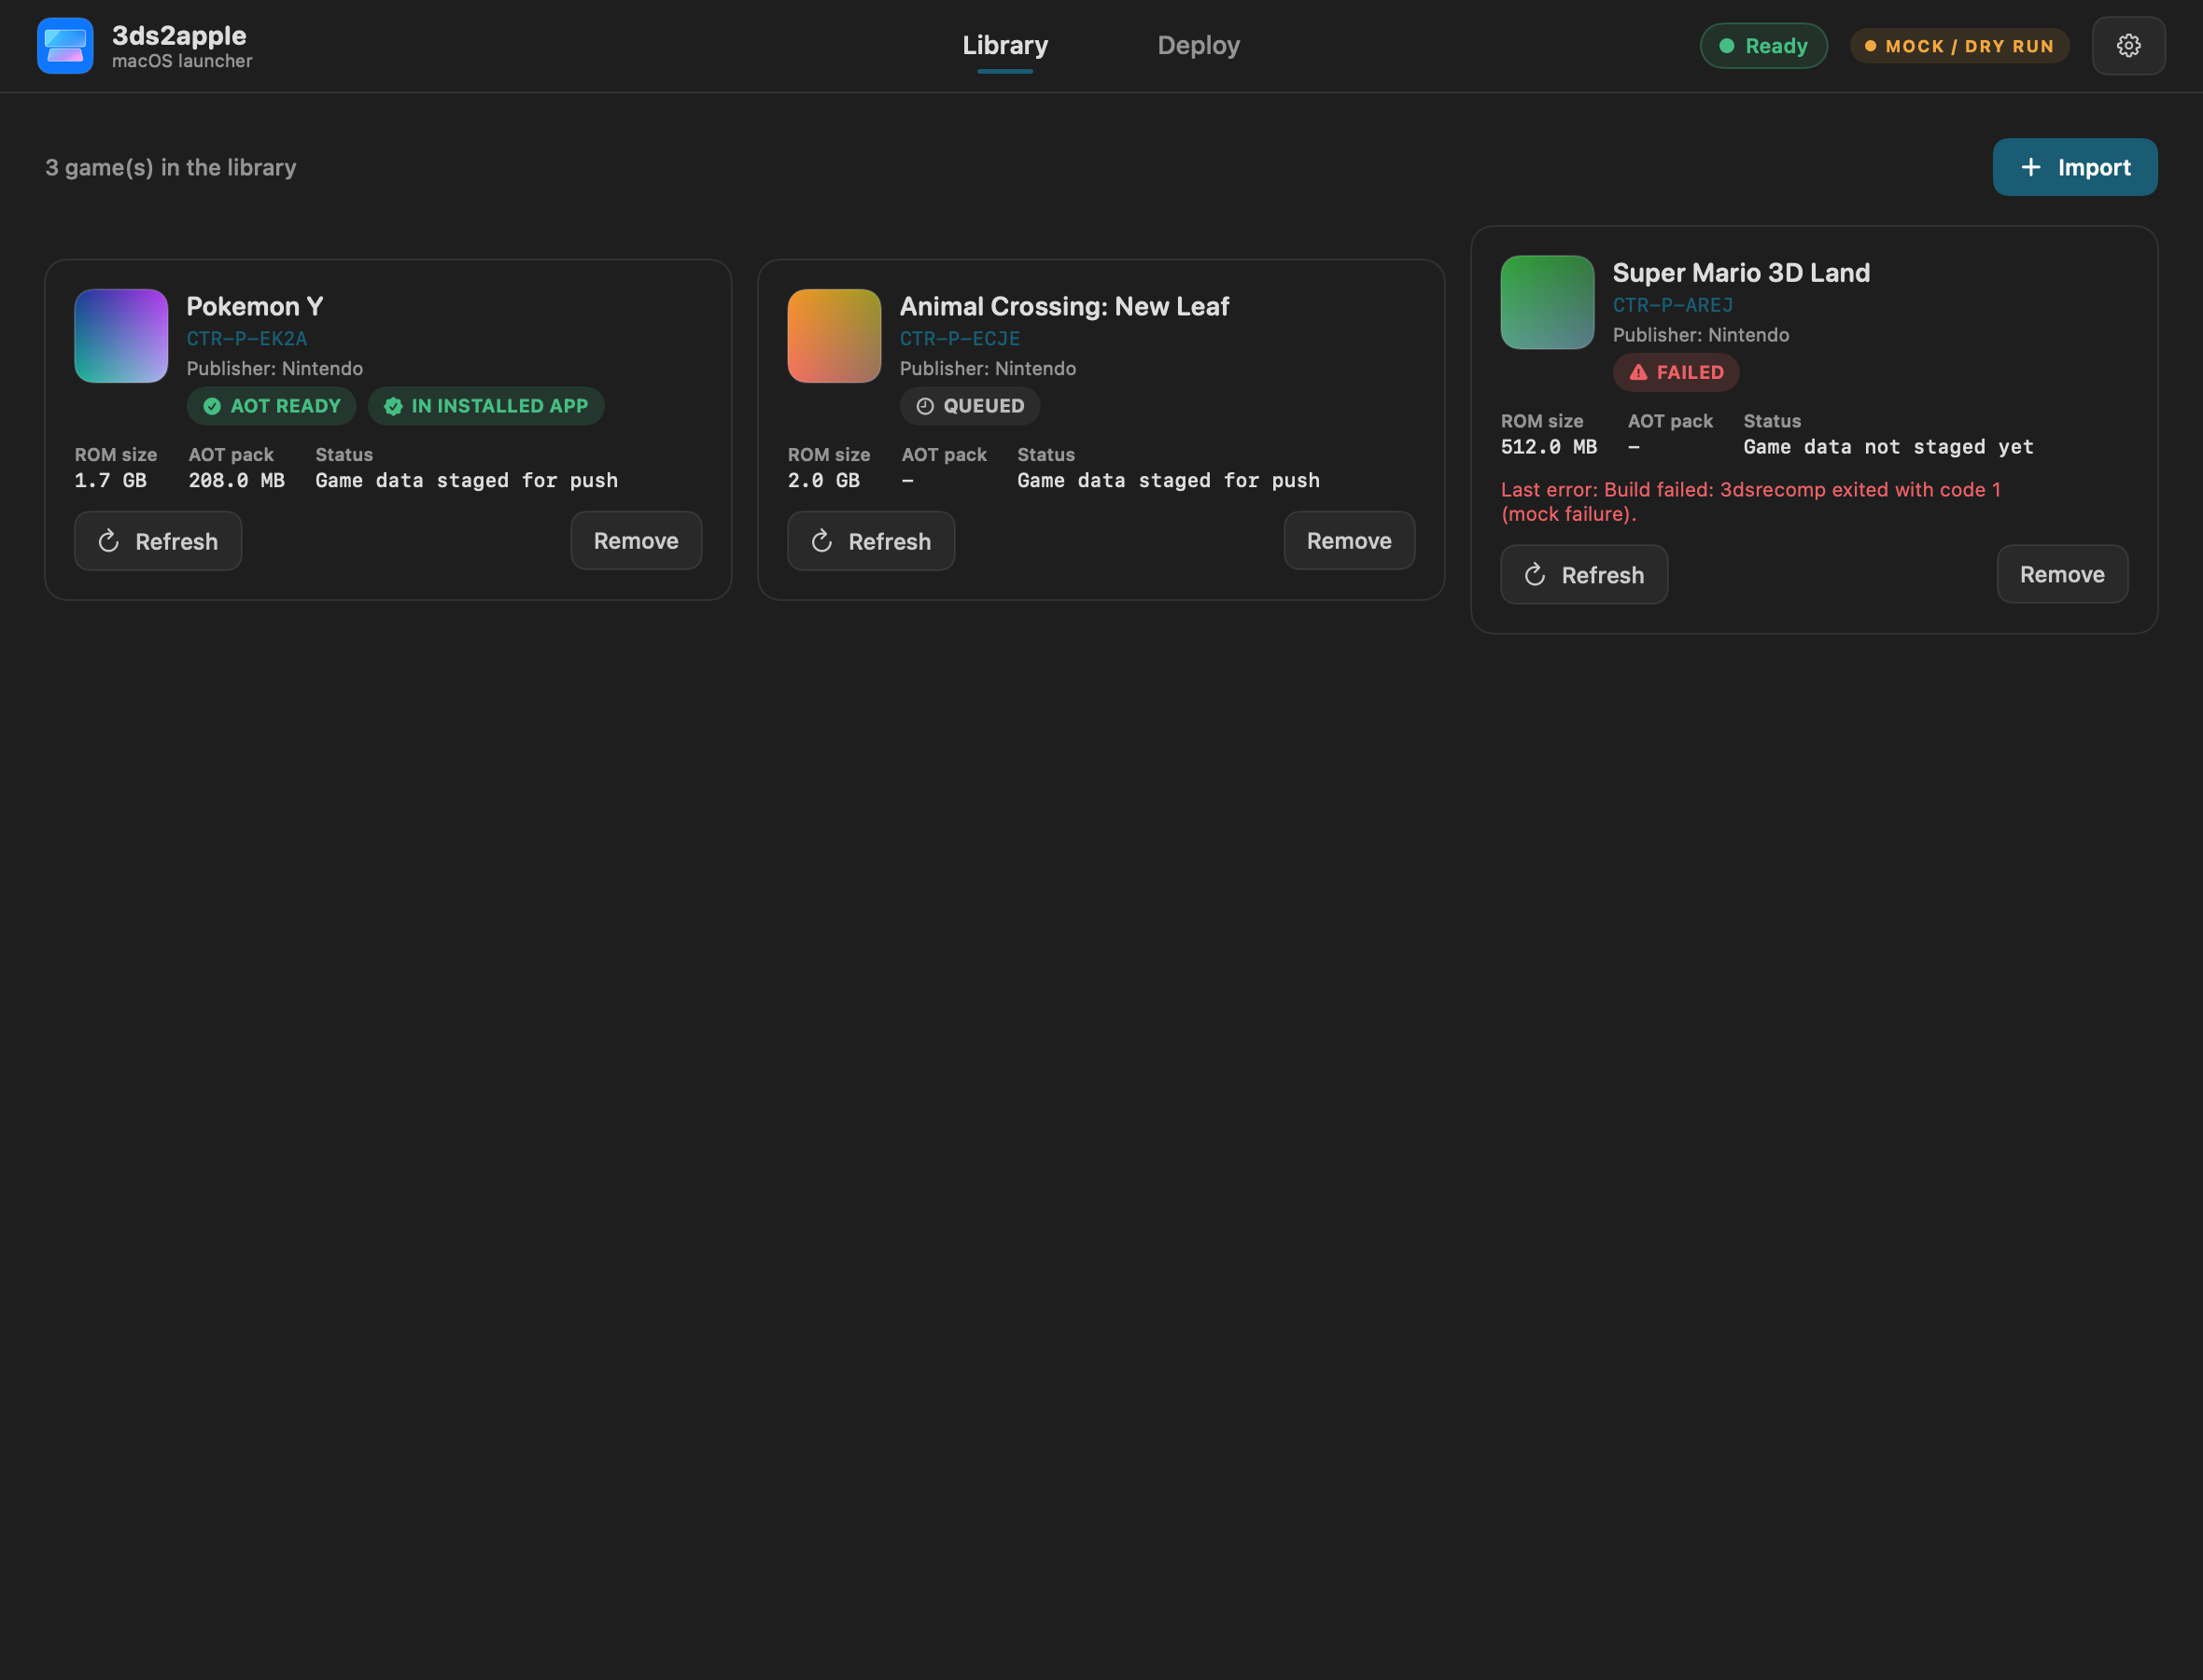 3ds2apple
macOS launcher
Library
Deploy
Ready
MOCK / DRY RUN
3 game(s) in the library
Import
Pokemon Y
CTR-P-EK2A
Publisher: Nintendo
AOT READY
IN INSTALLED APP
ROM size
AOT pack
Status
1.7 GB
208.0 MB
Game data staged for push
Refresh
Remove
Animal Crossing: New Leaf
CTR-P-ECJE
Publisher: Nintendo
QUEUED
ROM size
AOT pack
Status
2.0 GB
—
Game data staged for push
Refresh
Remove
Super Mario 3D Land
CTR-P-AREJ
Publisher: Nintendo
FAILED
ROM size
AOT pack
Status
512.0 MB
—
Game data not staged yet
Last error: Build failed: 3dsrecomp exited with code 1
(mock failure).
Refresh
Remove